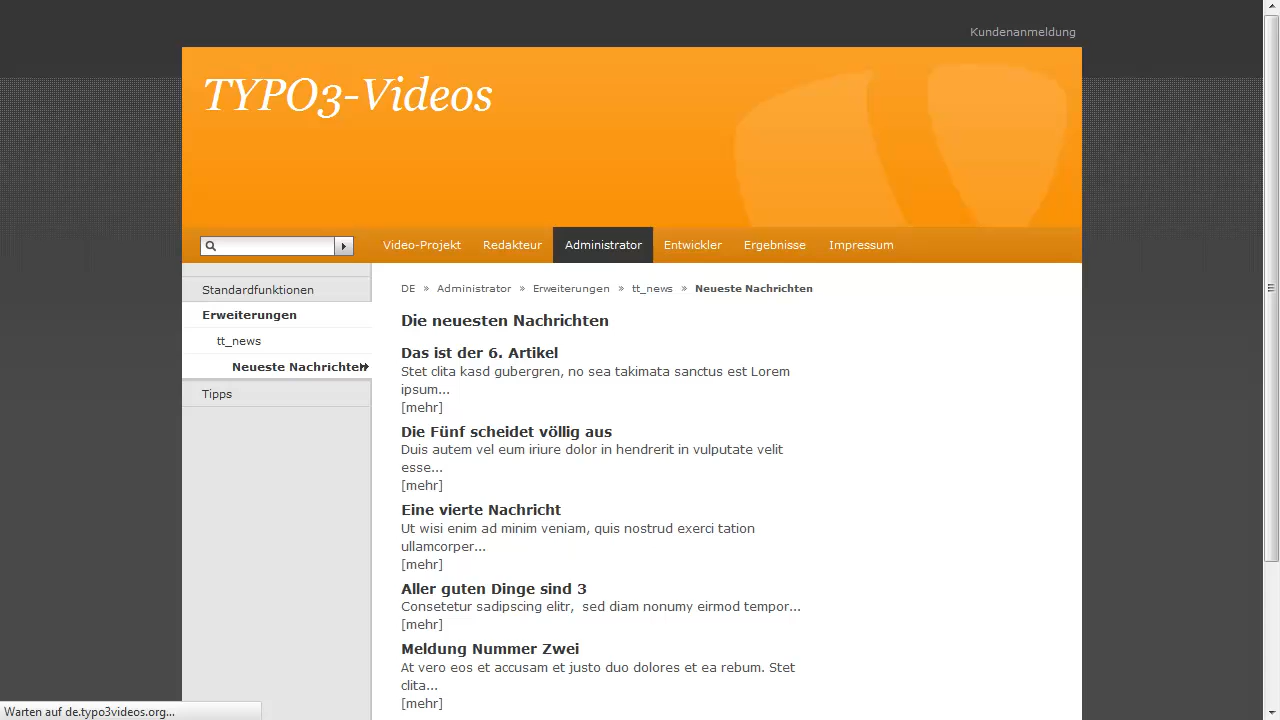 Kundenanmeldung
TYPO3-Videos
Video-Projekt Redakteur Administrator Entwickler Ergebnisse Impressum
Standardfunktionen
Erweiterungen
tt_news
Neueste Nachrichten
Tipps
DE » Administrator » Erweiterungen » tt_news » Neueste Nachrichten
Die neuesten Nachrichten
Das ist der 6. Artikel
Stet clita kasd gubergren, no sea takimata sanctus est Lorem
ipsum...
[mehr]
Die Fünf scheidet völlig aus
Duis autem vel eum iriure dolor in hendrerit in vulputate velit
esse...
[mehr]
Eine vierte Nachricht
Ut wisi enim ad minim veniam, quis nostrud exerci tation
ullamcorper...
[mehr]
Aller guten Dinge sind 3
Consetetur sadipscing elitr, sed diam nonumy eirmod tempor...
[mehr]
Meldung Nummer Zwei
At vero eos et accusam et justo duo dolores et ea rebum. Stet
clita...
[mehr]
Warten auf de.typo3videos.org...